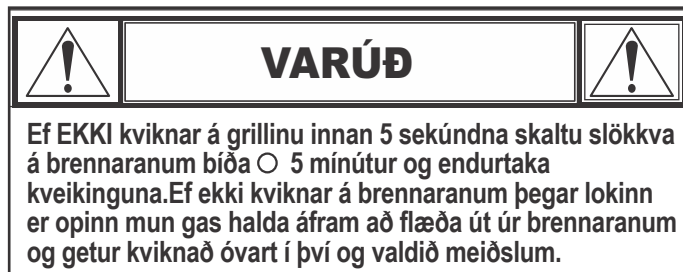 VARÚÐ
Ef EKKI kviknar á grillinu innan 5 sekúndna skaltu slökkva
á brennaranum bíða ○ 5 mínútur og endurtaka
kveikinguna.Ef ekki kviknar á brennaranum þegar lokinn
er opinn mun gas halda áfram að flæða út úr brennaranum
og getur kviknað óvart í því og valdið meiðslum.